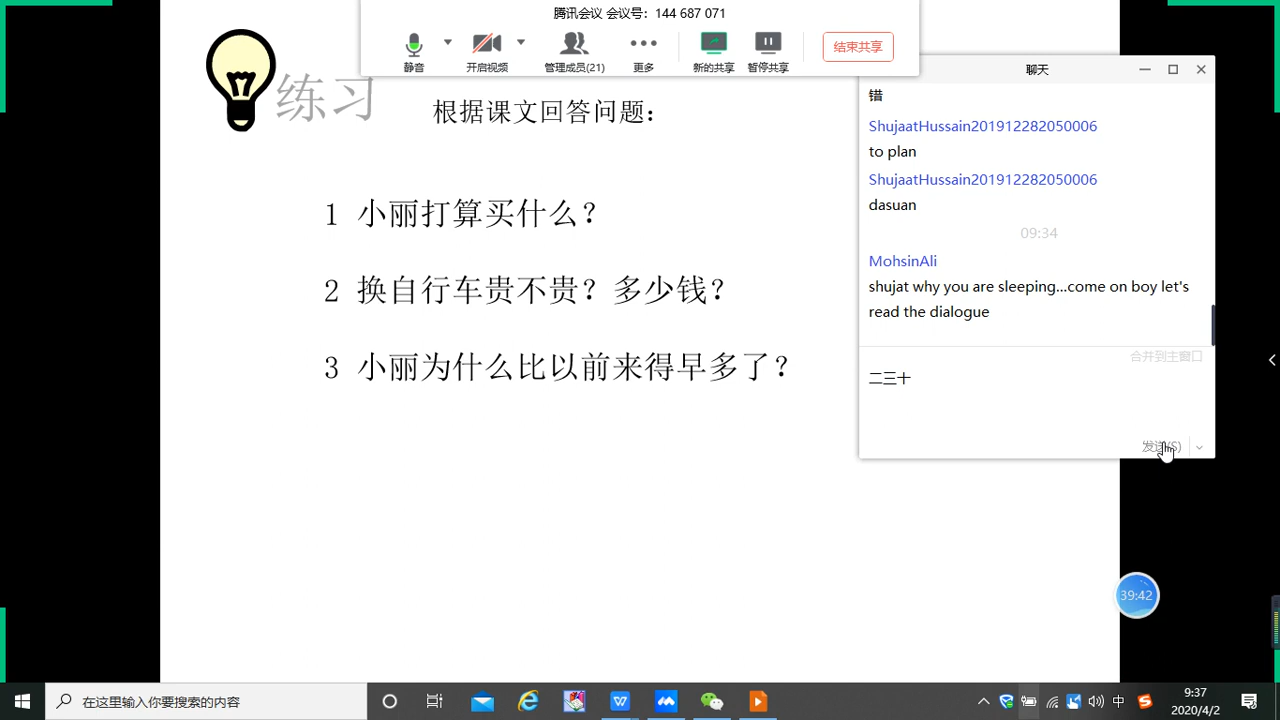 腾讯会议 会议号：144 687 071
静音 开启视频 管理成员(21) 更多 新的共享 暂停共享 结束共享
练习
根据课文回答问题：
1 小丽打算买什么？
2 换自行车贵不贵？多少钱？
3 小丽为什么比以前来得早多了？
聊天
错
ShujaatHussain201912282050006
to plan
ShujaatHussain201912282050006
dasuan
09:34
MohsinAli
shujat why you are sleeping...come on boy let's
read the dialogue
合并到主窗口
二三十
发送(S)
39:42
在这里输入你要搜索的内容
中
9:37
2020/4/2